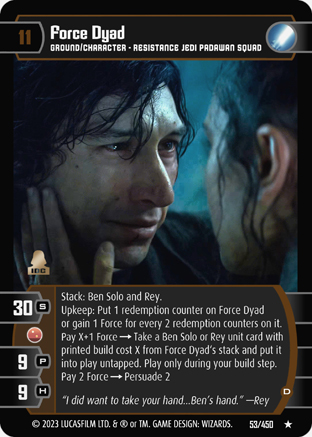 11
Force Dyad
GROUND/CHARACTER - RESISTANCE JEDI PADAWAN SQUAD
IDC
30 S
9 P
9 H
Stack: Ben Solo and Rey.
Upkeep: Put 1 redemption counter on Force Dyad
or gain 1 Force for every 2 redemption counters on it.
Pay X+1 Force → Take a Ben Solo or Rey unit card with
printed build cost X from Force Dyad's stack and put it
into play untapped. Play only during your build step.
Pay 2 Force → Persuade 2
D
“I did want to take your hand...Ben's hand.” —Rey
© 2023 LUCASFILM LTD. & ® or TM. GAME DESIGN: WIZARDS. 53/450 ★